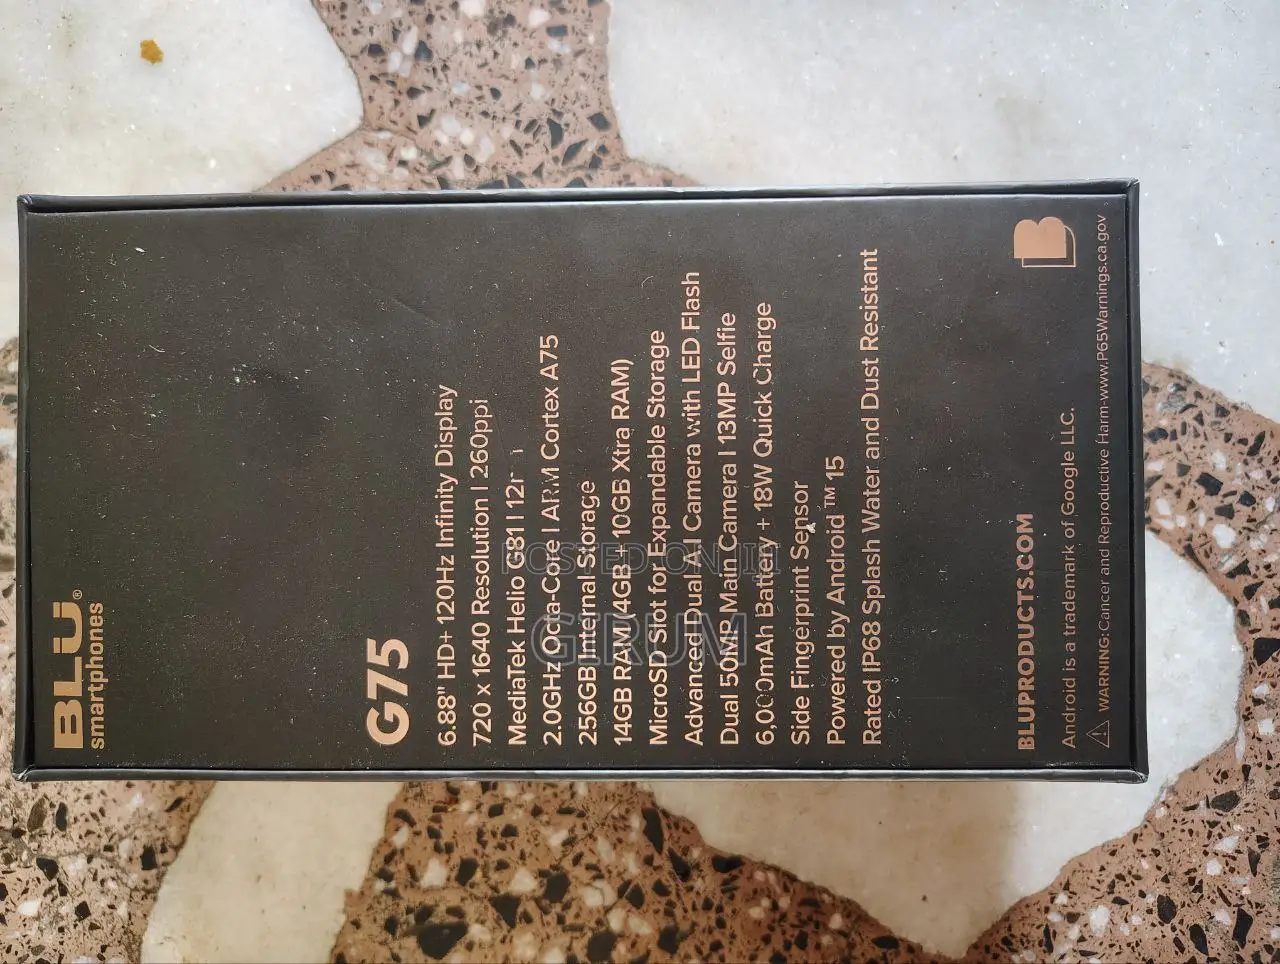 BLU®
smartphones
G75
6.88" HD+ 120Hz Infinity Display
720 x 1640 Resolution | 260ppi
MediaTek Helio G81 |
2.0GHz Octa-Core | ARM Cortex A75
256GB Internal Storage
14GB RAM (4GB + 10GB Xtra RAM)
MicroSD Slot for Expandable Storage
Advanced Dual A.I Camera with LED Flash
Dual 50MP Main Camera | 13MP Selfie
6,000mAh Battery + 18W Quick Charge
Side Fingerprint Sensor
Powered by Android™ 15
Rated IP68 Splash Water and Dust Resistant
BLUPRODUCTS.COM
Android is a trademark of Google LLC.
WARNING: Cancer and Reproductive Harm-www.P65Warnings.ca.gov
B
POSTED ON JIJI
GIRUM